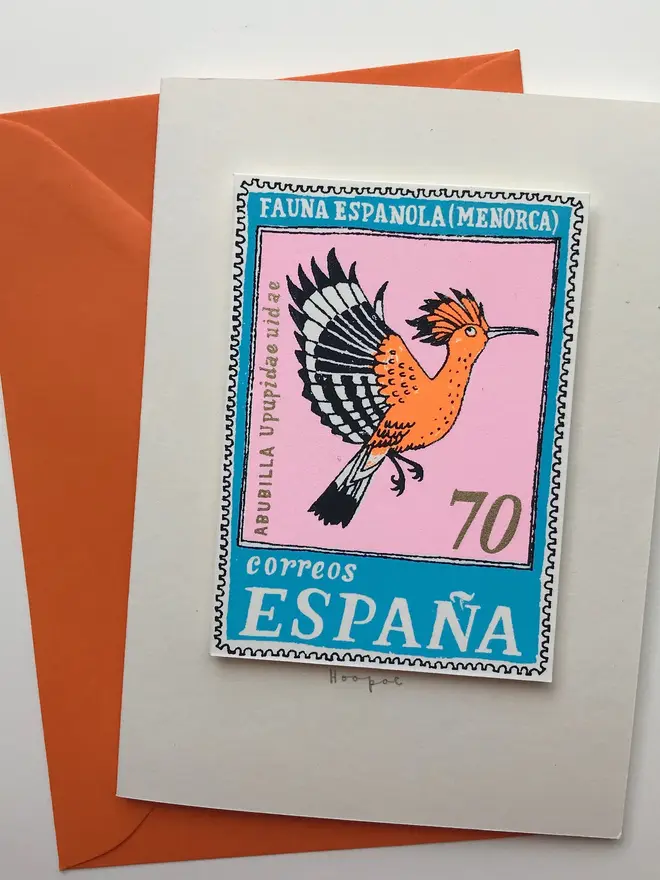 FAUNA ESPANOLA (MENORCA)
ABUBILLA Upupidae uidae
70
correos
ESPAÑA
Hoopoe